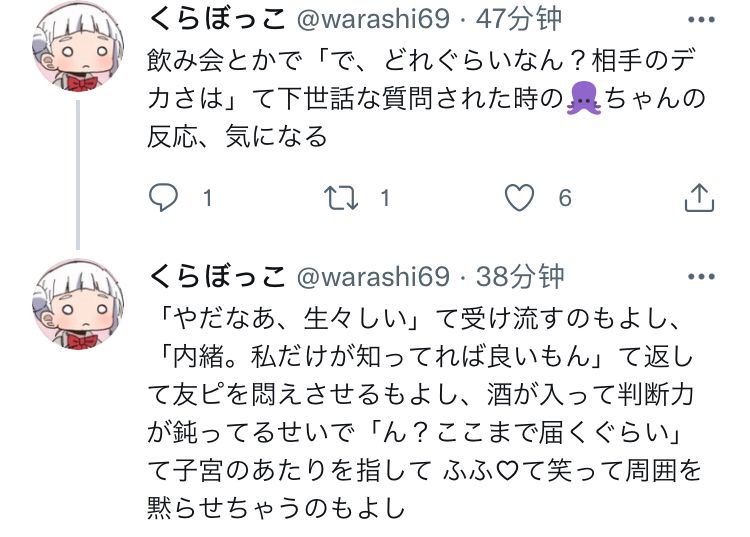 くらぼっこ @warashi69 · 47分钟
飲み会とかで「で、どれぐらいなん？相手のデ
カさは」て下世話な質問された時の🐙ちゃんの
反応、気になる
1 1 6
くらぼっこ @warashi69 · 38分钟
「やだなあ、生々しい」て受け流すのもよし、
「内緒。私だけが知ってれば良いもん」て返し
て友ピを悶えさせるもよし、酒が入って判断力
が鈍ってるせいで「ん？ここまで届くぐらい」
て子宮のあたりを指して ふふ♡て笑って周囲を
黙らせちゃうのもよし